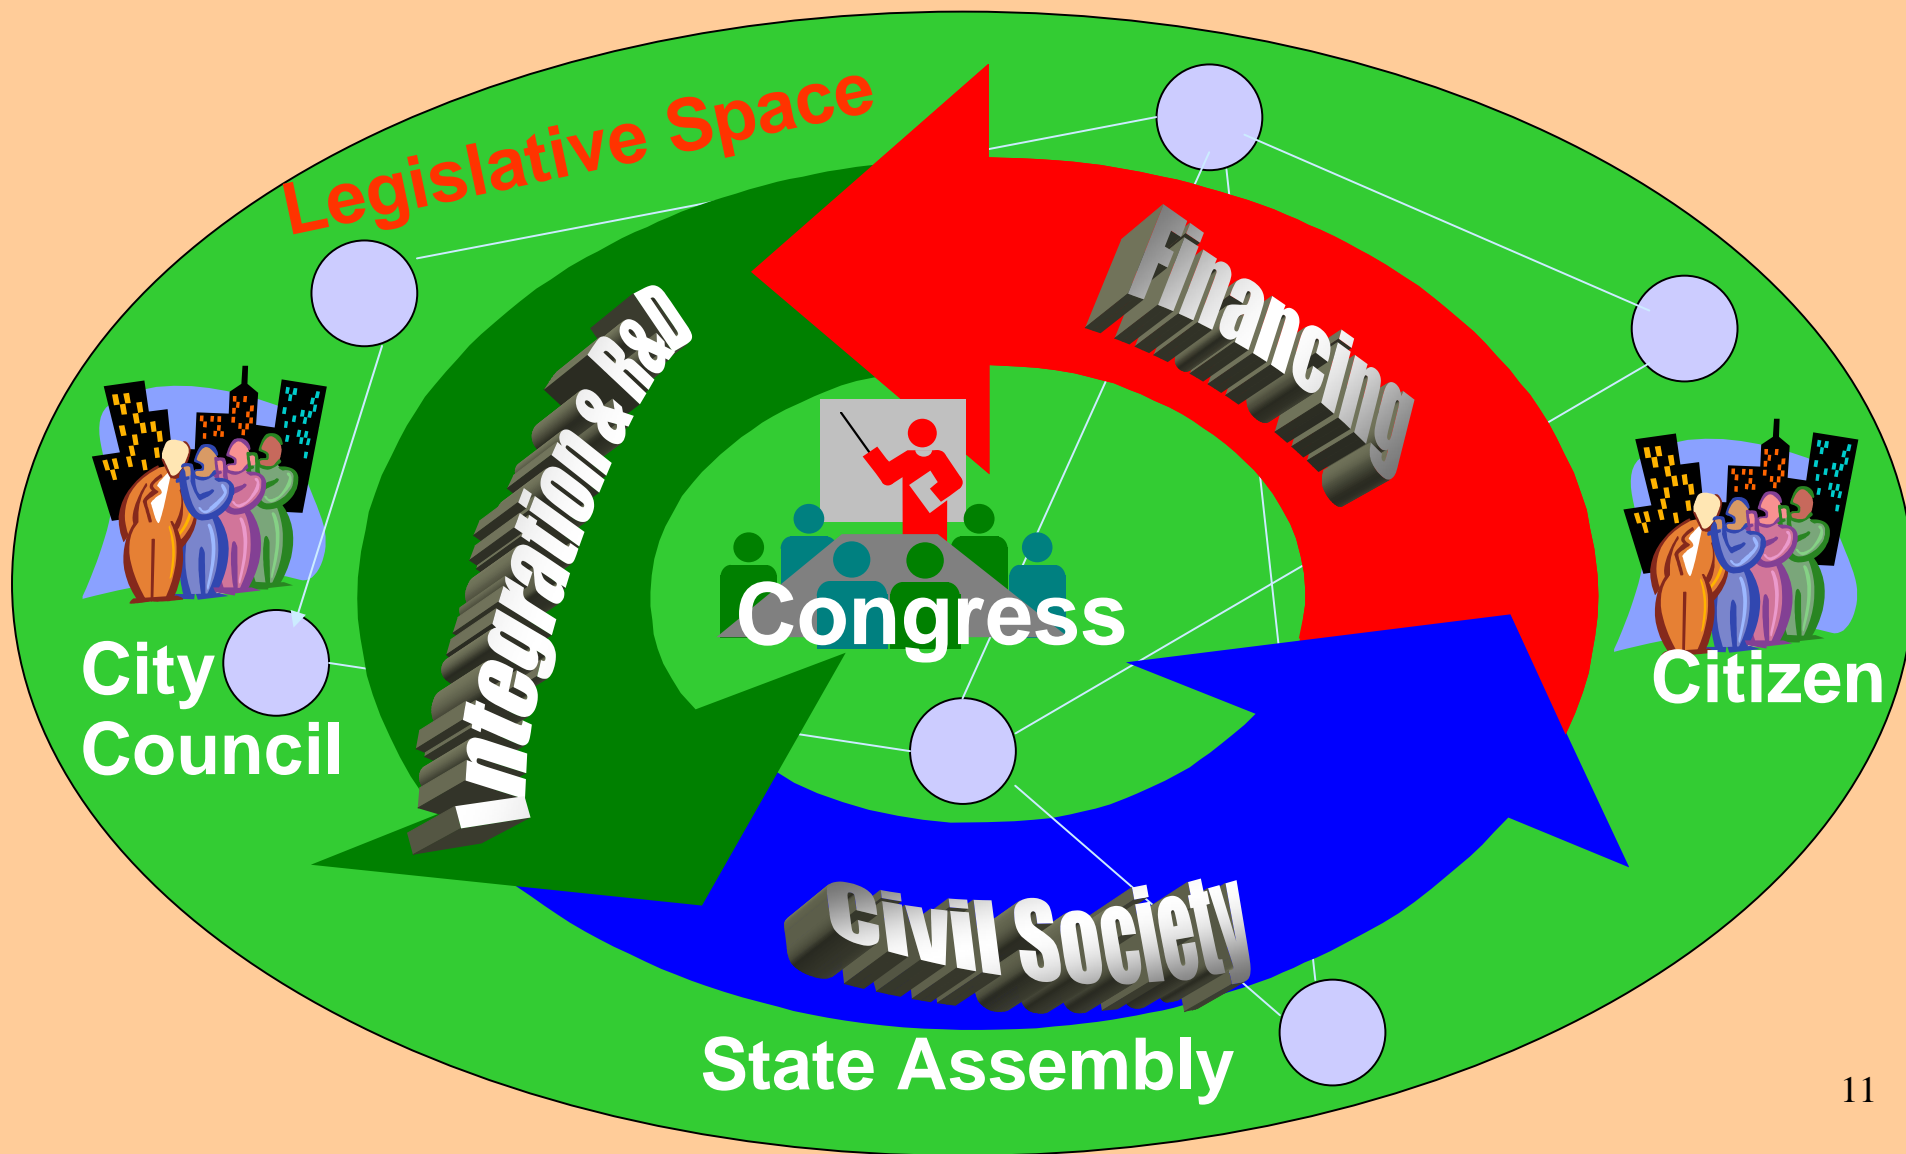 Legislative Space
Financing
Integration & R&D
Congress
City
Council
Citizen
Civil Society
State Assembly
11